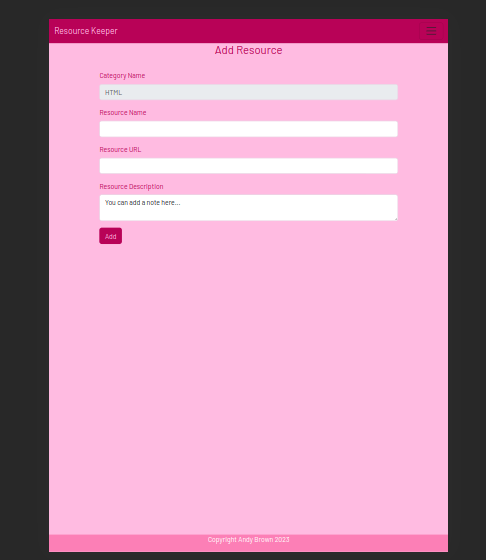 Resource Keeper
Add Resource
Category Name
HTML
Resource Name
Resource URL
Resource Description
You can add a note here...
Add
Copyright Andy Brown 2023